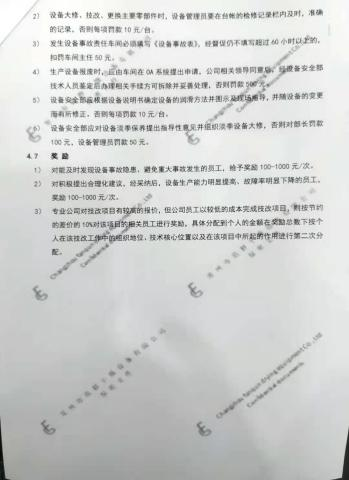 2) 设备大修、技改、更换主要零部件时，设备管理员要在台帐的检修记录栏内及时、准确
的记录，否则每项罚款 10 元/台。
3) 发生设备事故责任车间必须填写《设备事故表》，经督促仍不填写超过 60 小时以上的，
扣罚车间主任 50 元。
4) 生产设备报废时，应由车间在 OA 系统提出申请，公司相关领导同意后，经设备安全部
技术人员鉴定后办理相关手续方可拆除并妥善处理，否则罚款 500 元。
5) 设备安全部应根据设备说明书确定设备的润滑方法并图示及现场指导，并随设备的变更
而有所修正，否则每项罚款 10 元/台。
6) 设备安全部应对设备淡季保养提出指导性意见并组织淡季设备大修，否则对部长罚款
100 元，设备管理员罚款 50 元。
4.7 奖 励
1) 对能及时发现设备故障隐患，避免重大事故发生的员工，给予奖励 100-1000 元/次。
2) 对积极提出合理化建议，经采纳后，设备生产能力明显提高、故障率明显下降的员工，
奖励 100-1000 元/次。
3) 专业公司对技改项目有较高的报价，但公司员工以较低的成本完成技改项目，则按节约
的差价的 10%对该项目的相关员工进行奖励。具体分配到个人的金额在奖励总数下按个
人在该技改工作中的组织地位、技术核心位置以及在该项目中所起的作用进行第二次分
配。